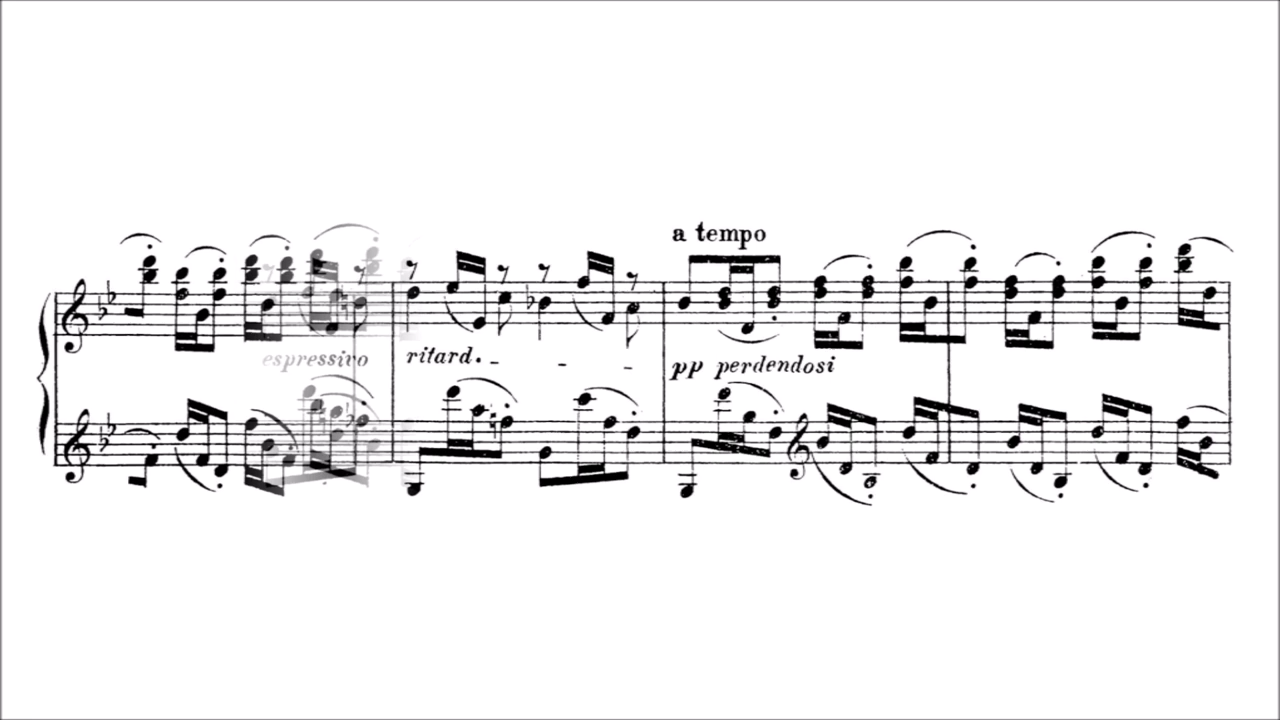 a tempo
espressivo
ritard. _ _ _
pp perdendosi